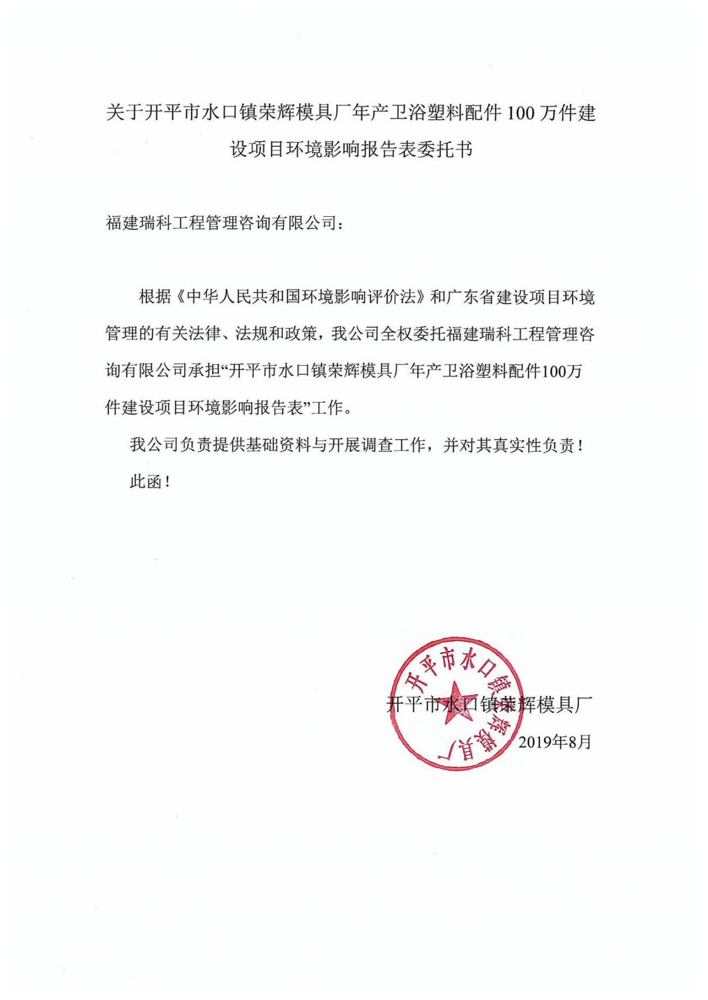 关于开平市水口镇荣辉模具厂年产卫浴塑料配件 100 万件建
设项目环境影响报告表委托书
福建瑞科工程管理咨询有限公司：
根据《中华人民共和国环境影响评价法》和广东省建设项目环境
管理的有关法律、法规和政策，我公司全权委托福建瑞科工程管理咨
询有限公司承担“开平市水口镇荣辉模具厂年产卫浴塑料配件100万
件建设项目环境影响报告表”工作。
我公司负责提供基础资料与开展调查工作，并对其真实性负责！
此函！
开平市水口镇荣辉模具厂
开平市水口镇荣辉模具厂
2019年8月